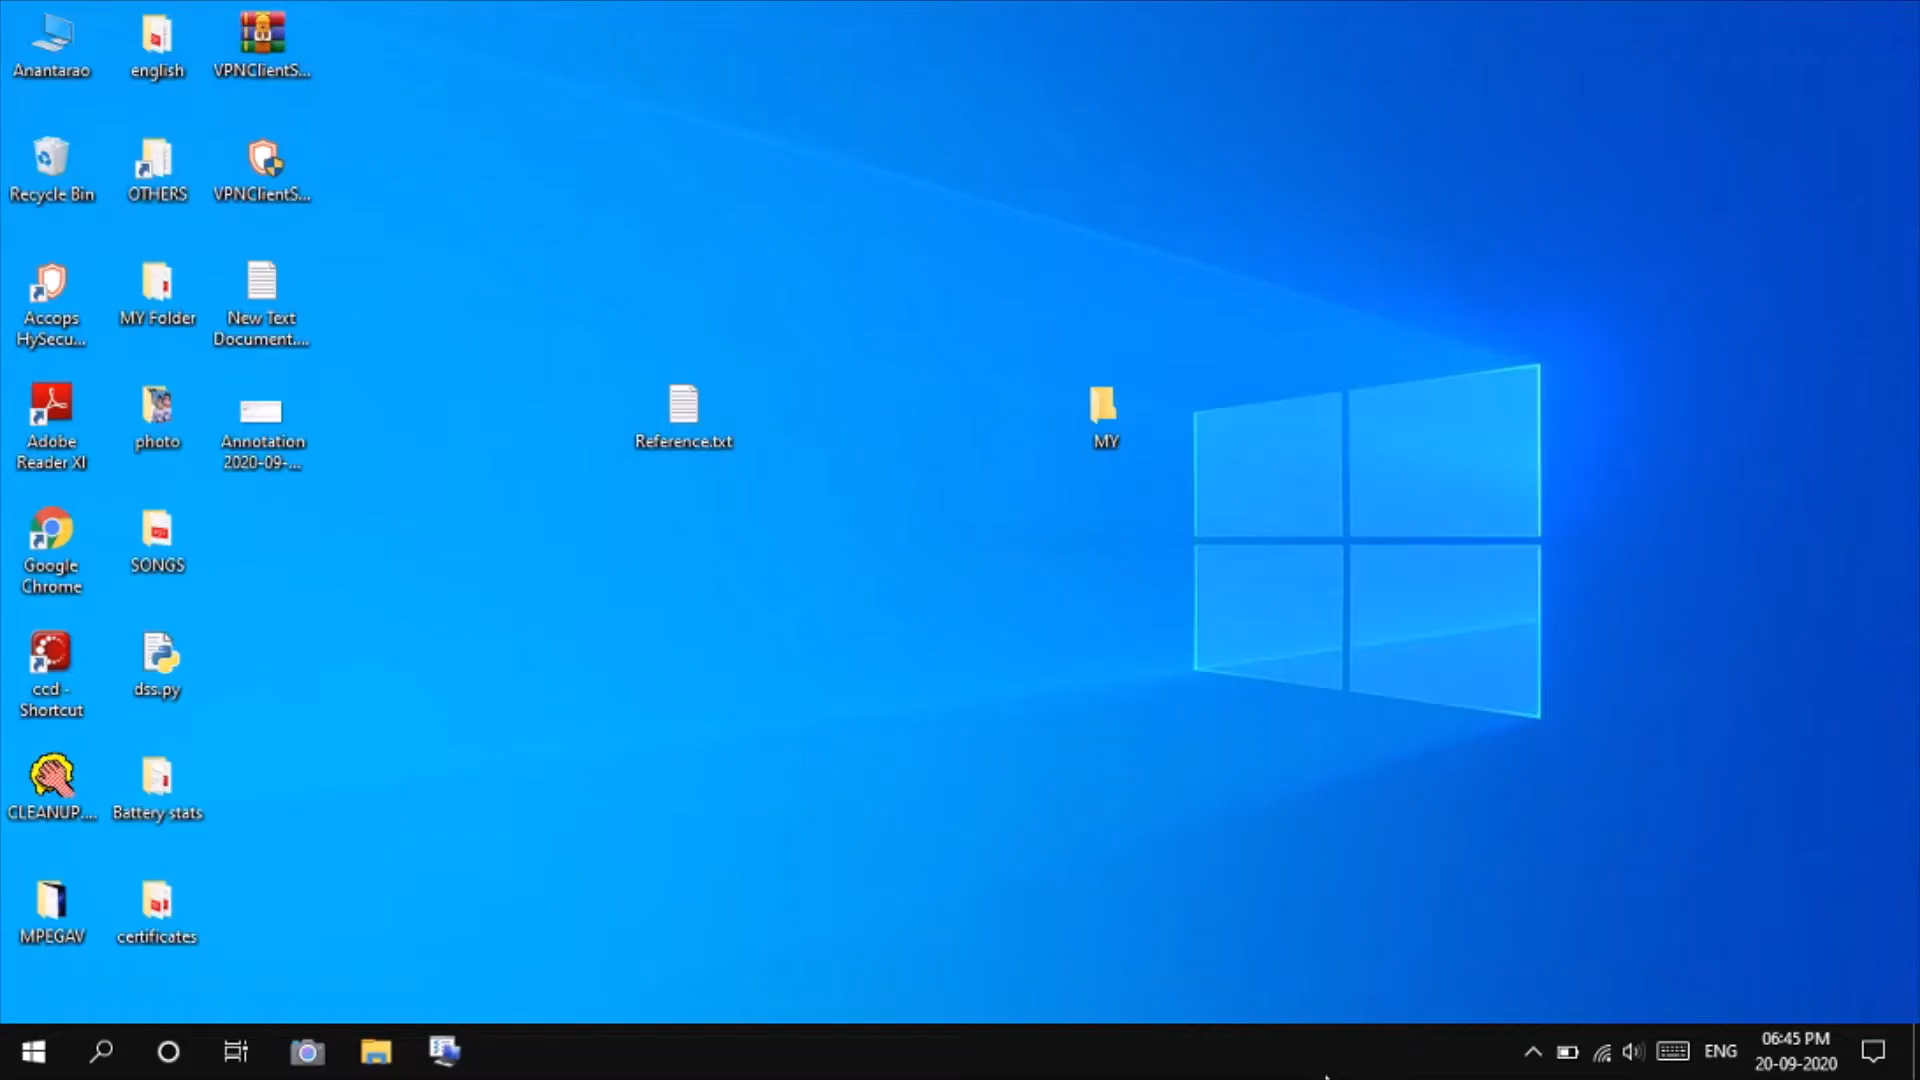 Anantarao
english
VPNClientS...
Recycle Bin
OTHERS
VPNClientS...
Accops
HySecu...
MY Folder
New Text
Document....
Adobe
Reader XI
photo
Annotation
2020-09-...
Reference.txt
MY
Google
Chrome
SONGS
ccd -
Shortcut
dss.py
CLEANUP....
Battery stats
MPEGAV
certificates
ENG
06:45 PM
20-09-2020